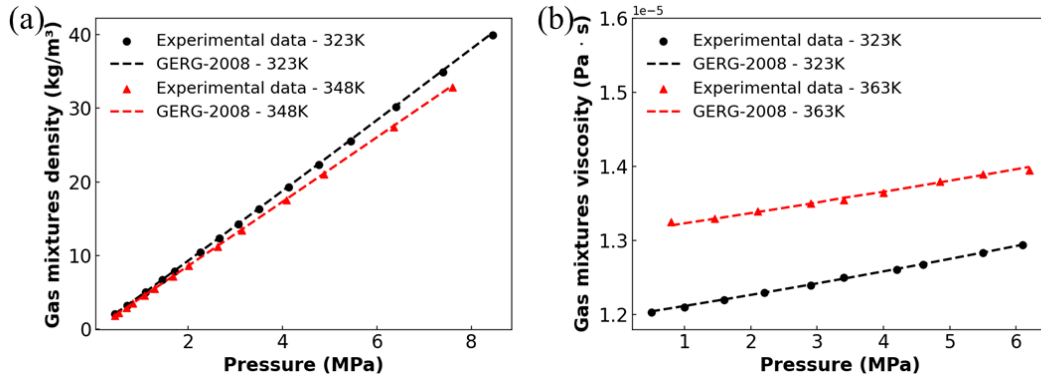 (a)
Gas mixtures density (kg/m³)
40
30
20
10
0
Experimental data - 323K
GERG-2008 - 323K
Experimental data - 348K
GERG-2008 - 348K
2
4
6
8
Pressure (MPa)
(b)
Gas mixtures viscosity (Pa · s)
1e−5
1.6
1.5
1.4
1.3
1.2
Experimental data - 323K
GERG-2008 - 323K
Experimental data - 363K
GERG-2008 - 363K
1
2
3
4
5
6
Pressure (MPa)